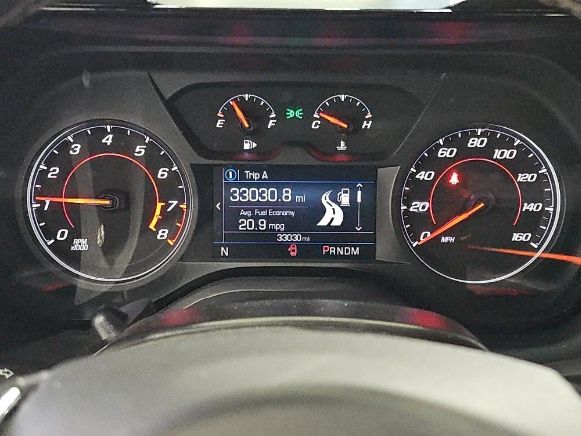 E F
C H
0 1 2 3 4 5 6 7 8
RPM
x1000
i Trip A
33030.8 mi
Avg. Fuel Economy
20.9 mpg
33030 mi
N PRNDM
0 20 40 60 80 100 120 140 160
MPH